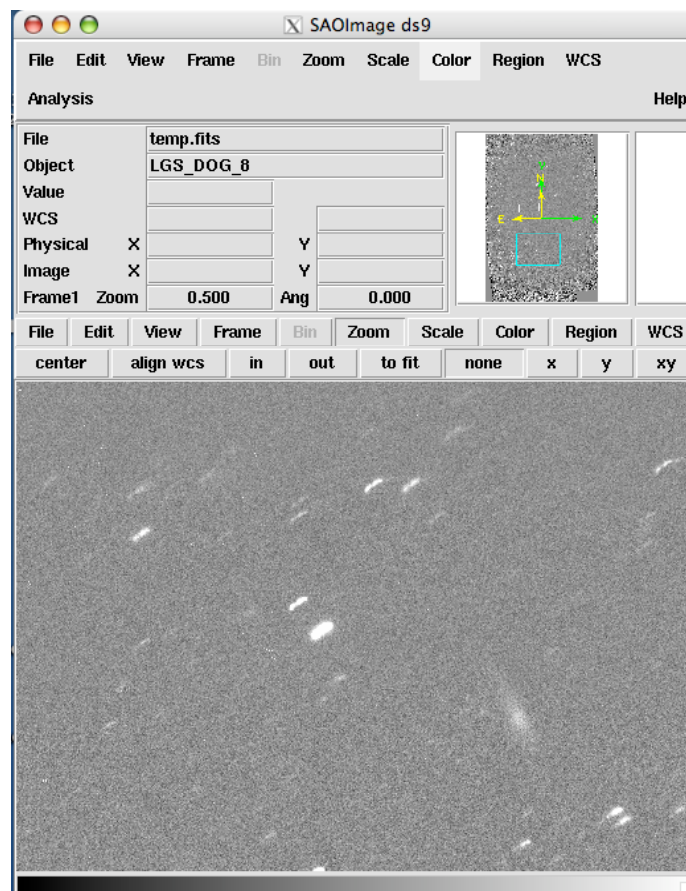 X SAOImage ds9
File Edit View Frame Bin Zoom Scale Color Region WCS
Analysis Help
File temp.fits
Object LGS_DOG_8
Value
WCS
Physical X Y
Image X Y
Frame1 Zoom 0.500 Ang 0.000
N
E
File Edit View Frame Bin Zoom Scale Color Region WCS
center align wcs in out to fit none x y xy